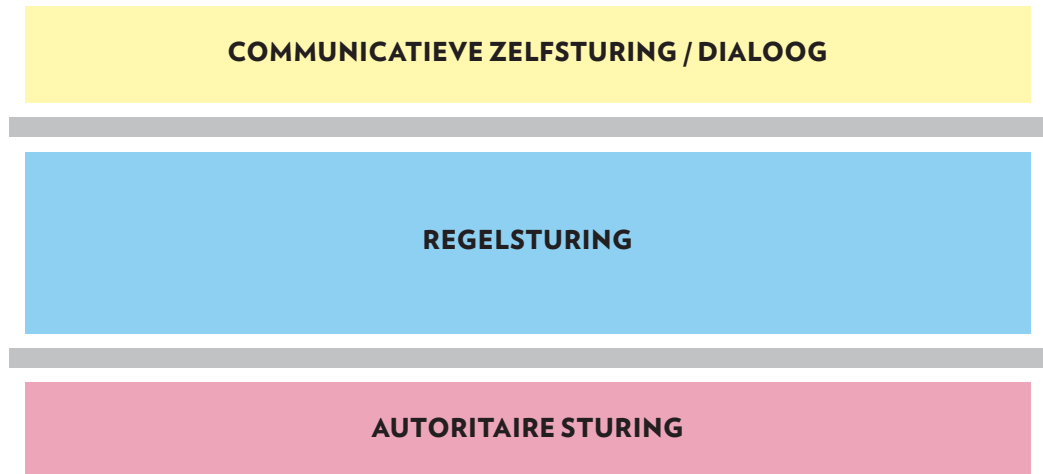 COMMUNICATIEVE ZELFSTURING / DIALOOG
REGELSTURING
AUTORITAIRE STURING